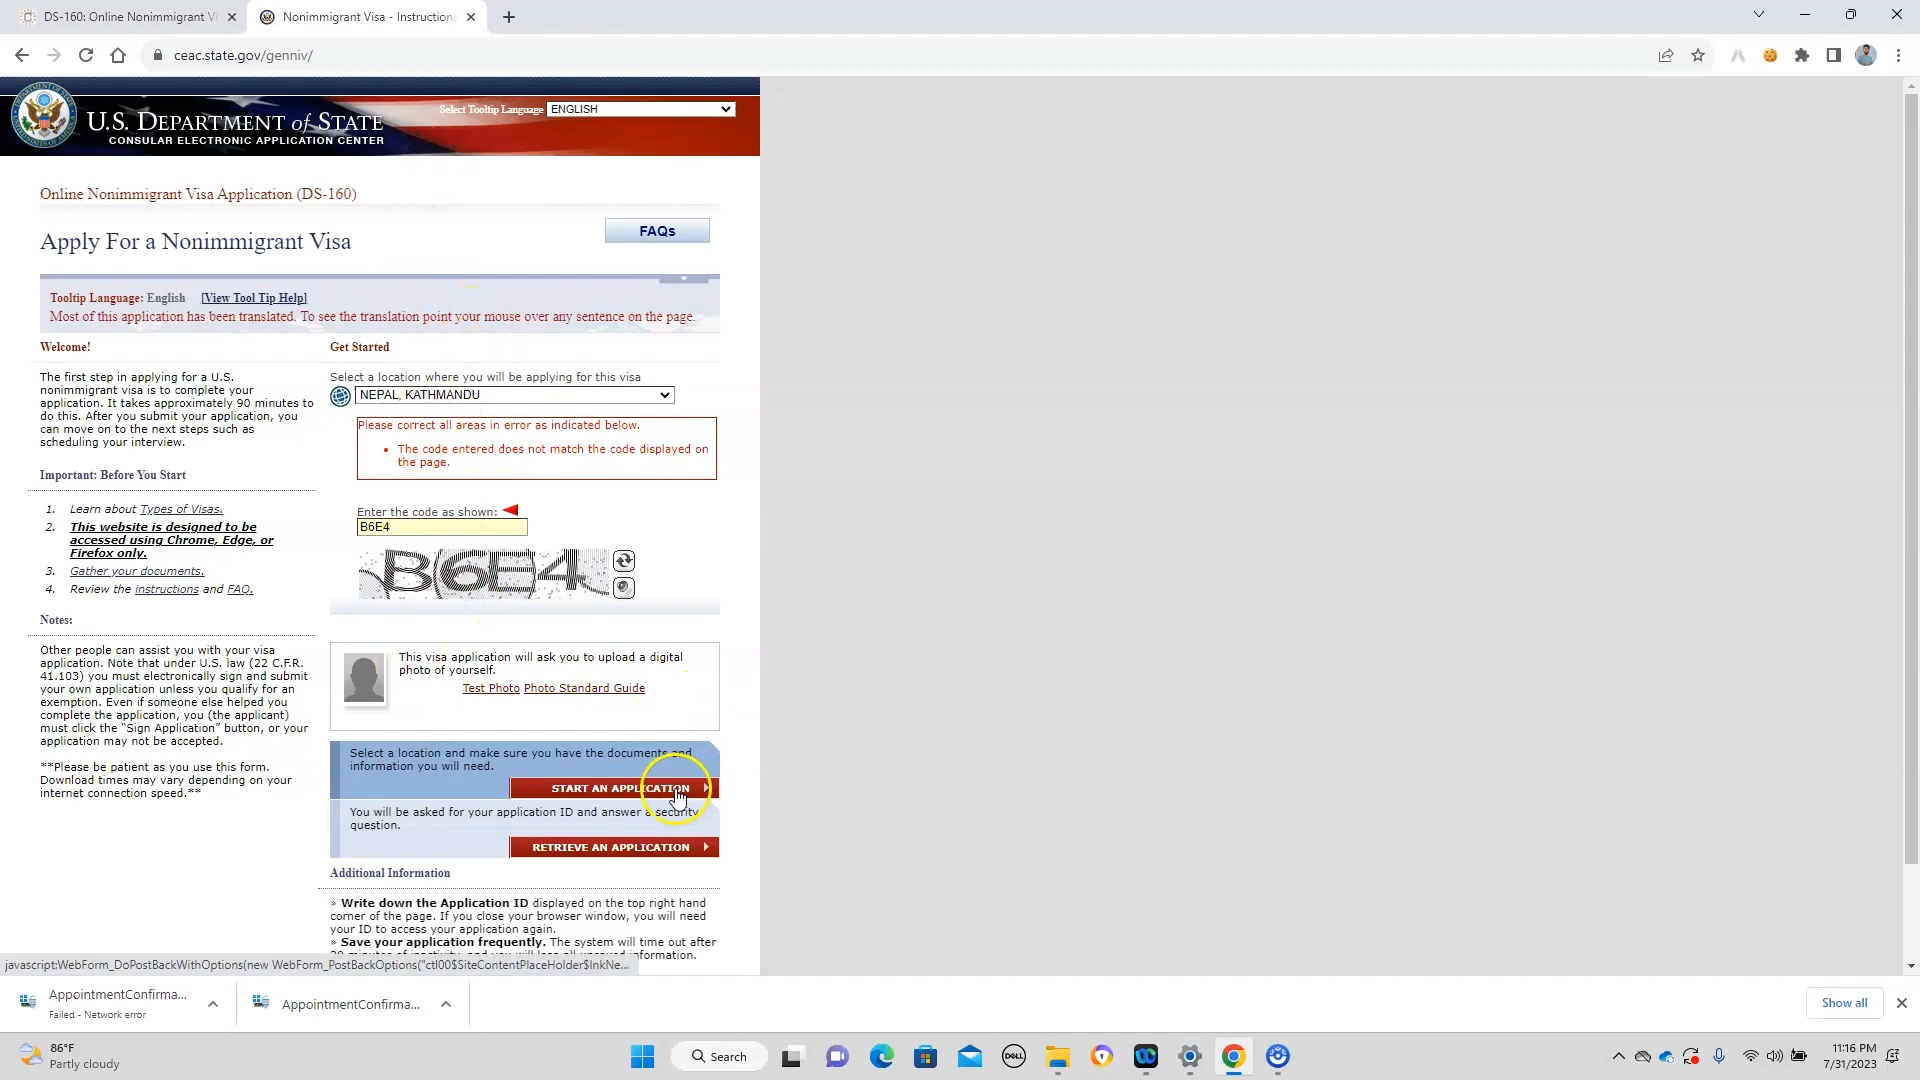 DS-160: Online Nonimmigrant Vi
Nonimmigrant Visa - Instructions
ceac.state.gov/genniv/
Select Tooltip Language ENGLISH
U.S. DEPARTMENT of STATE
CONSULAR ELECTRONIC APPLICATION CENTER
Online Nonimmigrant Visa Application (DS-160)
Apply For a Nonimmigrant Visa
FAQs
Tooltip Language: English [View Tool Tip Help]
Most of this application has been translated. To see the translation point your mouse over any sentence on the page.
Welcome!
The first step in applying for a U.S.
nonimmigrant visa is to complete your
application. It takes approximately 90 minutes to
do this. After you submit your application, you
can move on to the next steps such as
scheduling your interview.
Important: Before You Start
1. Learn about Types of Visas.
2. This website is designed to be
accessed using Chrome, Edge, or
Firefox only.
3. Gather your documents.
4. Review the instructions and FAQ.
Notes:
Other people can assist you with your visa
application. Note that under U.S. law (22 C.F.R.
41.103) you must electronically sign and submit
your own application unless you qualify for an
exemption. Even if someone else helped you
complete the application, you (the applicant)
must click the "Sign Application" button, or your
application may not be accepted.
**Please be patient as you use this form.
Download times may vary depending on your
internet connection speed.**
Get Started
Select a location where you will be applying for this visa
NEPAL, KATHMANDU
Please correct all areas in error as indicated below.
• The code entered does not match the code displayed on
the page.
Enter the code as shown:
B6E4
B6E4
This visa application will ask you to upload a digital
photo of yourself.
Test Photo Photo Standard Guide
Select a location and make sure you have the documents and
information you will need.
START AN APPLICATION
You will be asked for your application ID and answer a security
question.
RETRIEVE AN APPLICATION
Additional Information
» Write down the Application ID displayed on the top right hand
corner of the page. If you close your browser window, you will need
your ID to access your application again.
» Save your application frequently. The system will time out after
20 minutes of inactivity, and you will lose all unsaved information.
javascript:WebForm_DoPostBackWithOptions(new WebForm_PostBackOptions("ctl00$SiteContentPlaceHolder$lnkNe...
AppointmentConfirma...
Failed - Network error
AppointmentConfirma...
Show all
86°F
Partly cloudy
Search
DELL
11:16 PM
7/31/2023